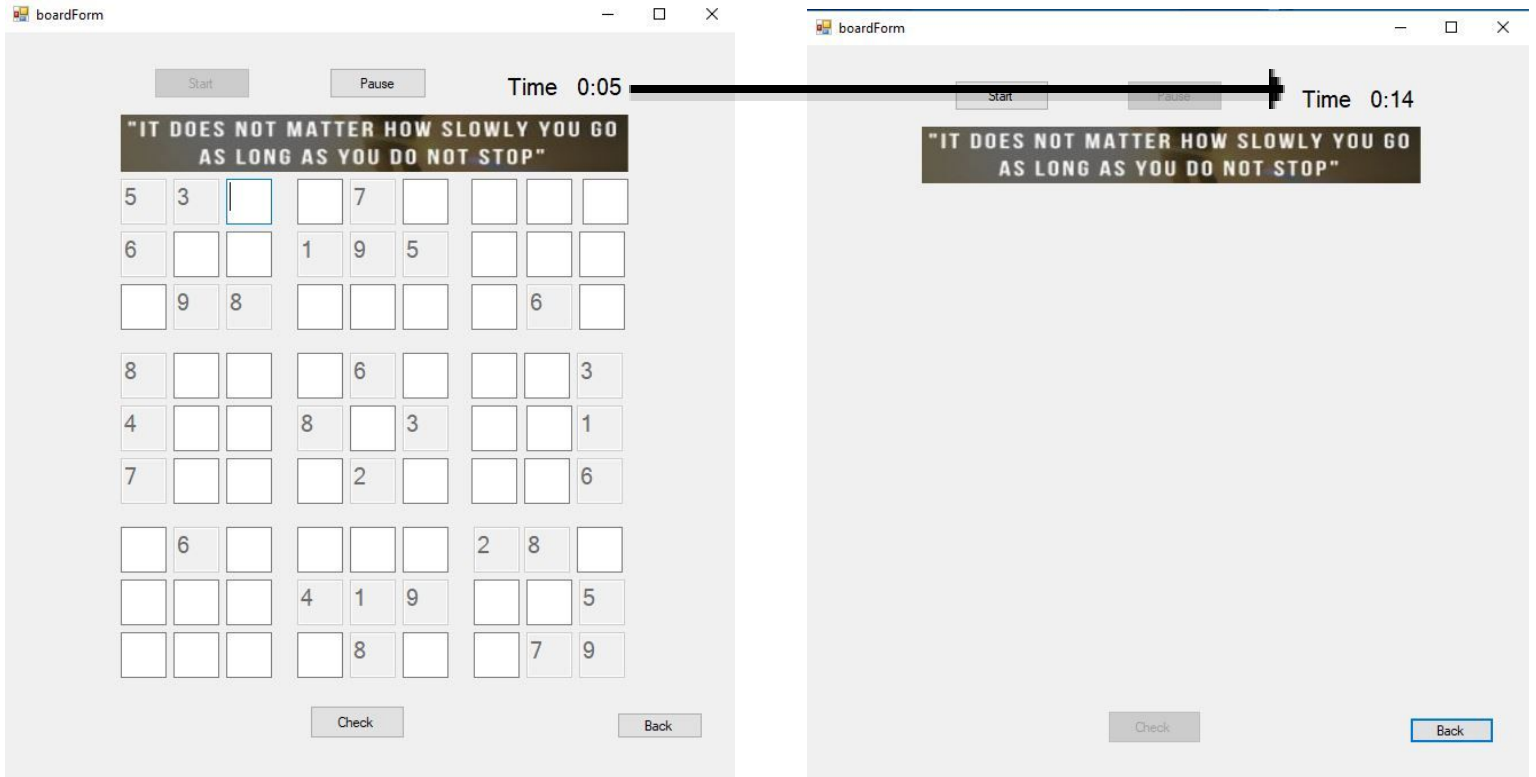 boardForm
Start Pause Time 0:05
"IT DOES NOT MATTER HOW SLOWLY YOU GO
AS LONG AS YOU DO NOT STOP"
5 3 7
6 1 9 5
9 8 6
8 6 3
4 8 3 1
7 2 6
6 2 8
4 1 9 5
8 7 9
Check Back
boardForm
Start Pause Time 0:14
"IT DOES NOT MATTER HOW SLOWLY YOU GO
AS LONG AS YOU DO NOT STOP"
Check Back